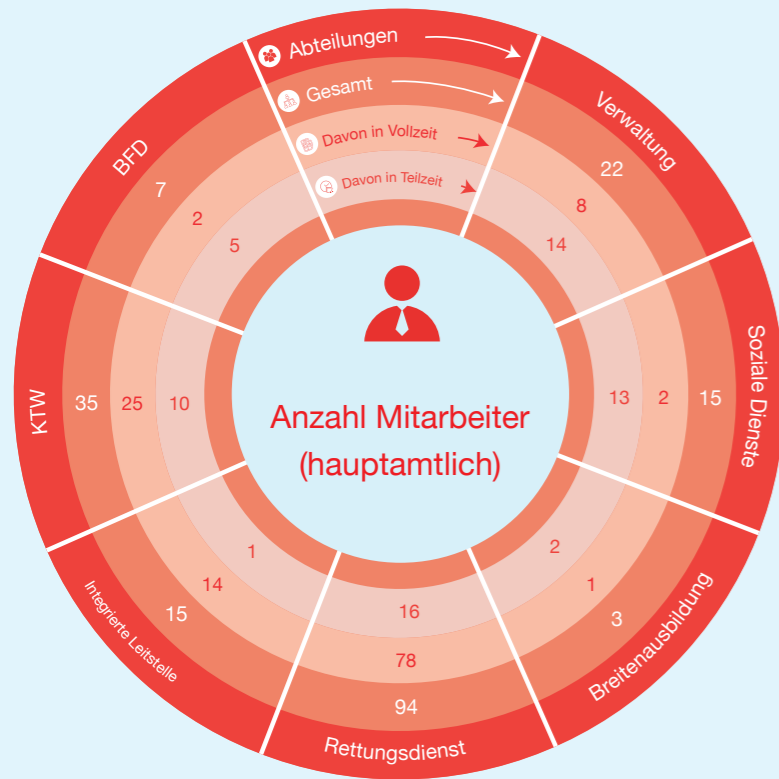 Abteilungen
Gesamt
Davon in Vollzeit
Davon in Teilzeit
Verwaltung
22
8
14
Soziale Dienste
15
2
13
Breitenausbildung
3
1
2
Rettungsdienst
94
78
16
Integrierte Leitstelle
15
14
1
KTW
35
25
10
BFD
7
2
5
Anzahl Mitarbeiter
(hauptamtlich)